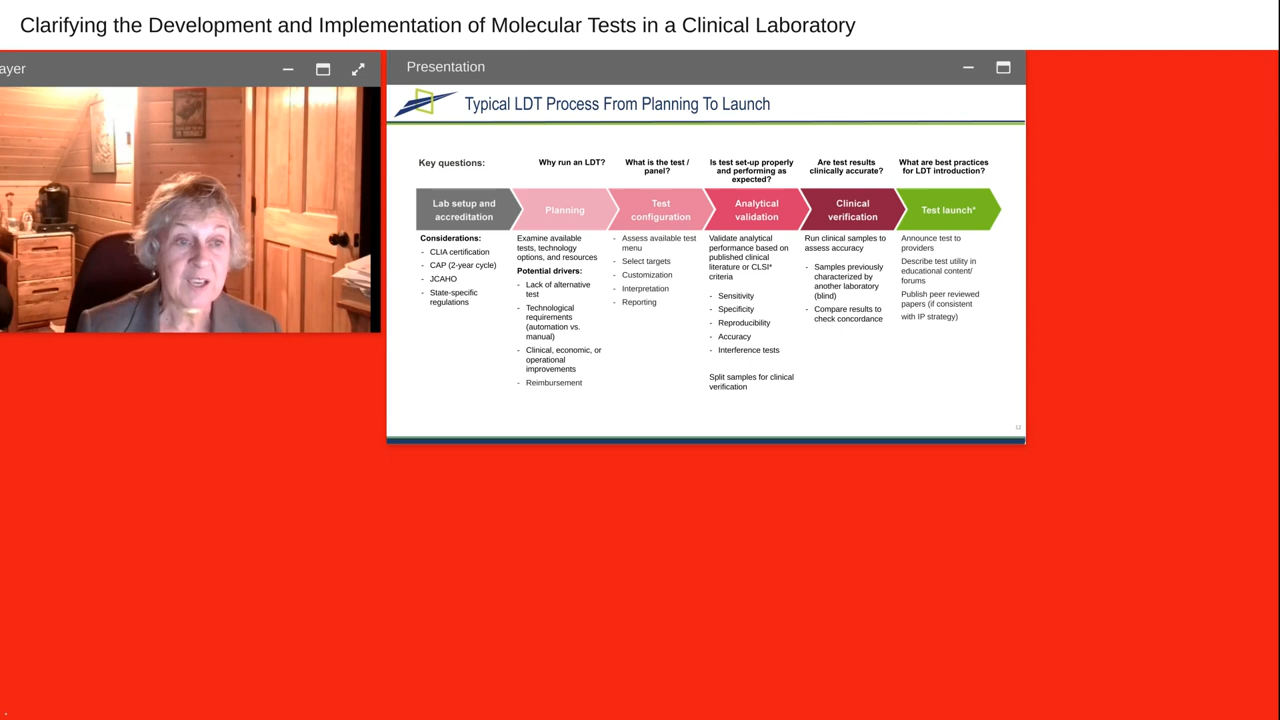 Clarifying the Development and Implementation of Molecular Tests in a Clinical Laboratory
ayer
Presentation
Typical LDT Process From Planning To Launch
Key questions:
Why run an LDT?
What is the test /
panel?
Is test set-up properly
and performing as
expected?
Are test results
clinically accurate?
What are best practices
for LDT introduction?
Lab setup and
accreditation
Planning
Test
configuration
Analytical
validation
Clinical
verification
Test launch*
Considerations:
- CLIA certification
- CAP (2-year cycle)
- JCAHO
- State-specific
regulations
Examine available
tests, technology
options, and resources
Potential drivers:
- Lack of alternative
test
- Technological
requirements
(automation vs.
manual)
- Clinical, economic, or
operational
improvements
- Reimbursement
- Assess available test
menu
- Select targets
- Customization
- Interpretation
- Reporting
Validate analytical
performance based on
published clinical
literature or CLSI*
criteria
- Sensitivity
- Specificity
- Reproducibility
- Accuracy
- Interference tests
Split samples for clinical
verification
Run clinical samples to
assess accuracy
- Samples previously
characterized by
another laboratory
(blind)
- Compare results to
check concordance
Announce test to
providers
Describe test utility in
educational content/
forums
Publish peer reviewed
papers (if consistent
with IP strategy)